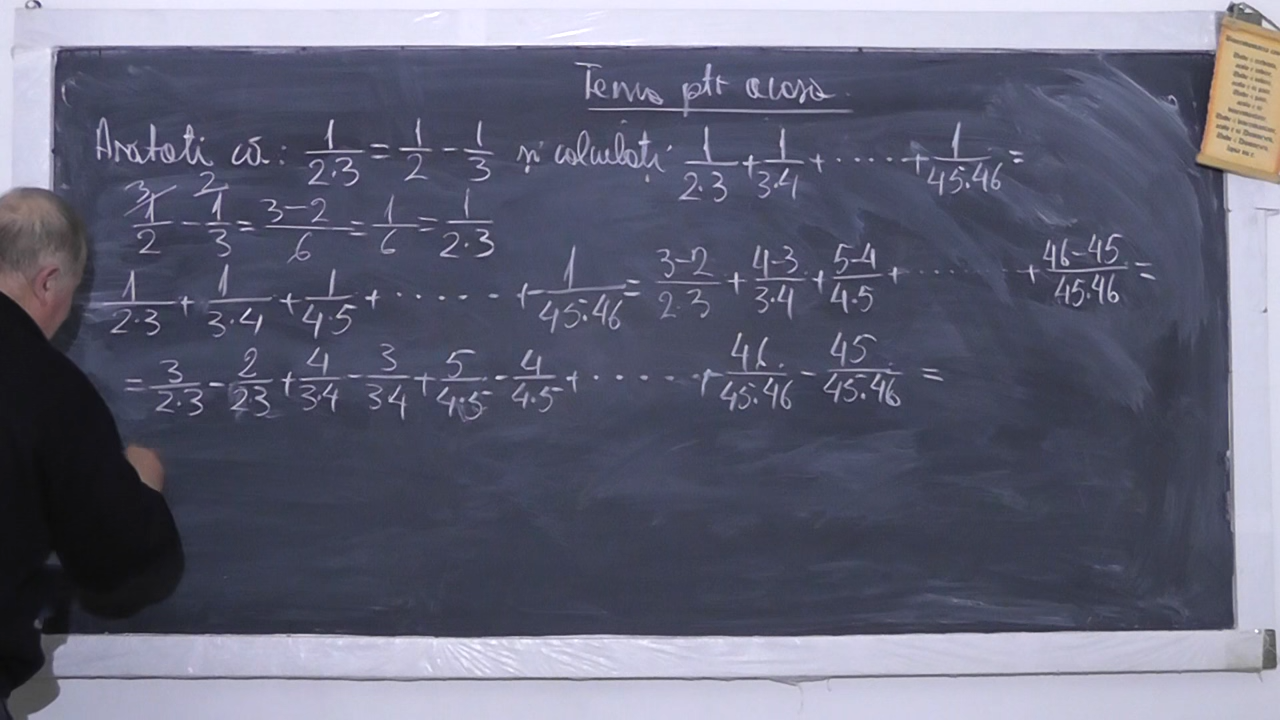 Tema ptr acasă
Arătați că: 1/2·3 = 1/2 - 1/3 și calculați: 1/2·3 + 1/3·4 + ...... + 1/45·46 =
3/ 1/2 - 2/ 1/3 = 3-2/6 = 1/6 = 1/2·3
1/2·3 + 1/3·4 + 1/4·5 + ...... + 1/45·46 = 3-2/2·3 + 4-3/3·4 + 5-4/4·5 + ........ + 46-45/45·46 =
= 3/2·3 - 2/2·3 + 4/3·4 - 3/3·4 + 5/4·5 - 4/4·5 + ...... + 46/45·46 - 45/45·46 =